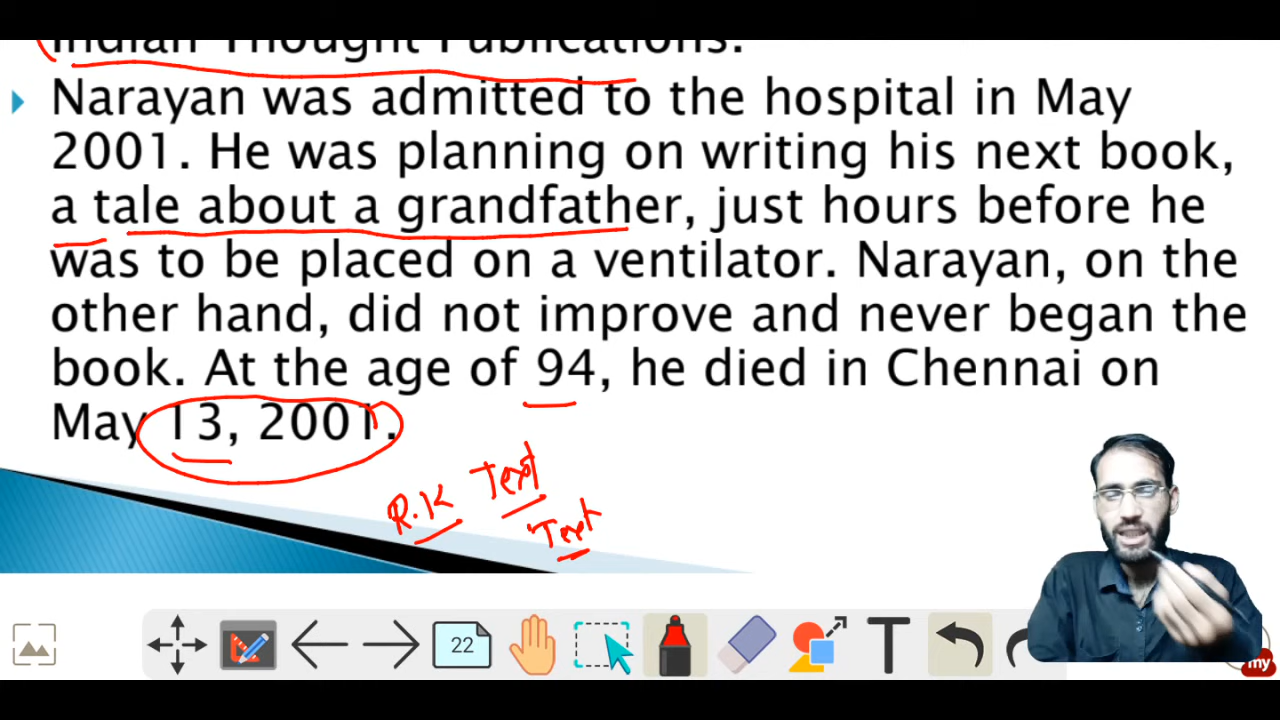 Indian Thought Publications.
Narayan was admitted to the hospital in May
2001. He was planning on writing his next book,
a tale about a grandfather, just hours before he
was to be placed on a ventilator. Narayan, on the
other hand, did not improve and never began the
book. At the age of 94, he died in Chennai on
May 13, 2001.
R.K Text
Text
22
T
my